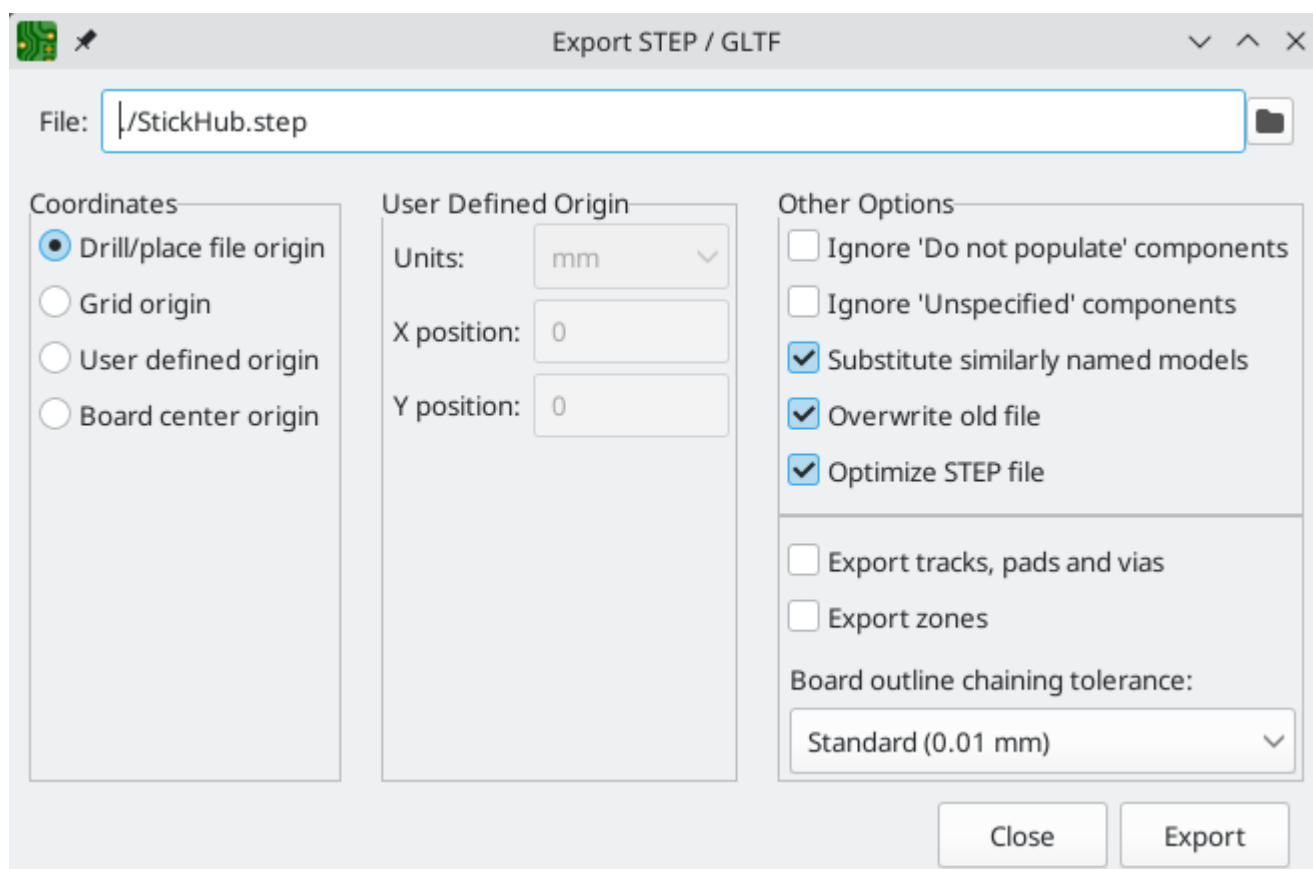 Export STEP / GLTF
File: ./StickHub.step
Coordinates
Drill/place file origin
Grid origin
User defined origin
Board center origin
User Defined Origin
Units: mm
X position: 0
Y position: 0
Other Options
Ignore 'Do not populate' components
Ignore 'Unspecified' components
Substitute similarly named models
Overwrite old file
Optimize STEP file
Export tracks, pads and vias
Export zones
Board outline chaining tolerance:
Standard (0.01 mm)
Close Export